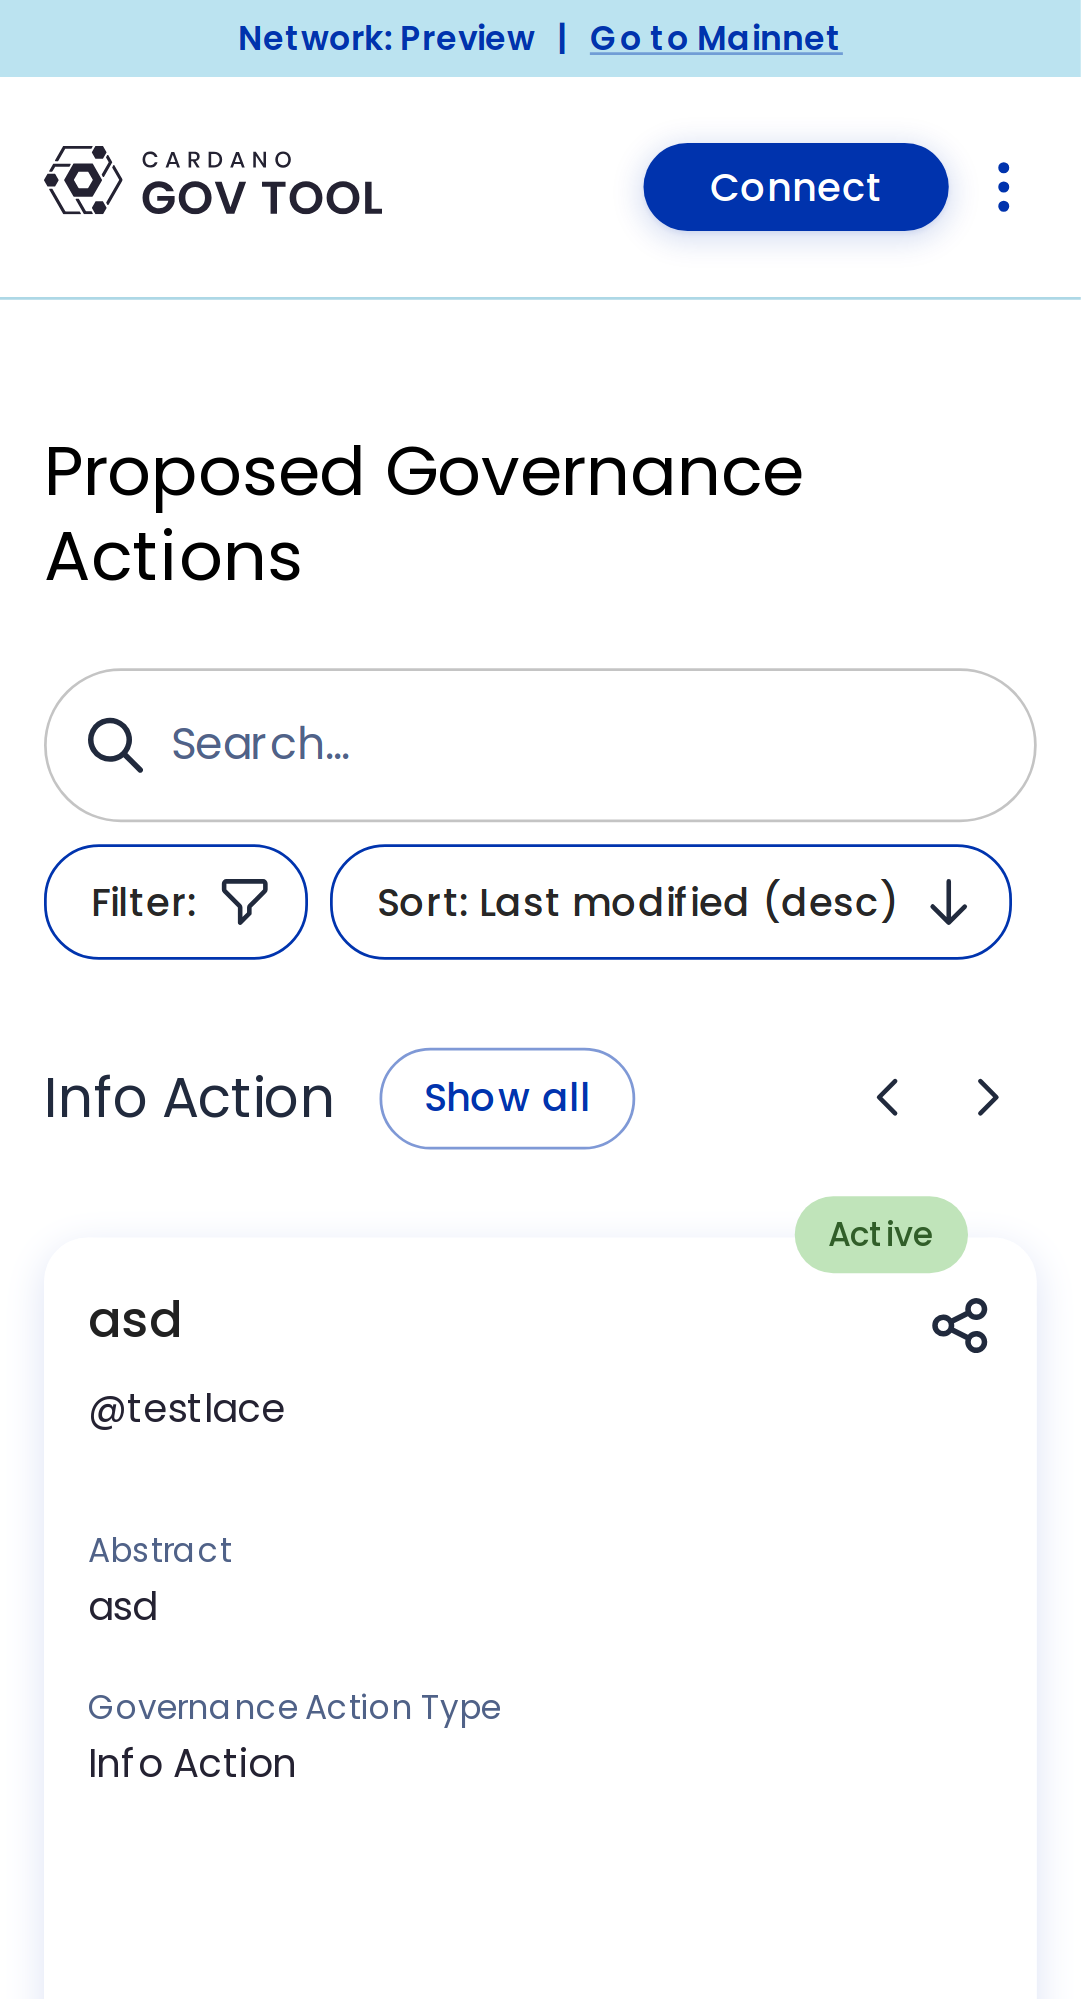 Network: Preview | Go to Mainnet
CARDANO
GOV TOOL
Connect
Proposed Governance
Actions
Search...
Filter:
Sort: Last modified (desc)
Info Action
Show all
Active
asd
@testlace
Abstract
asd
Governance Action Type
Info Action